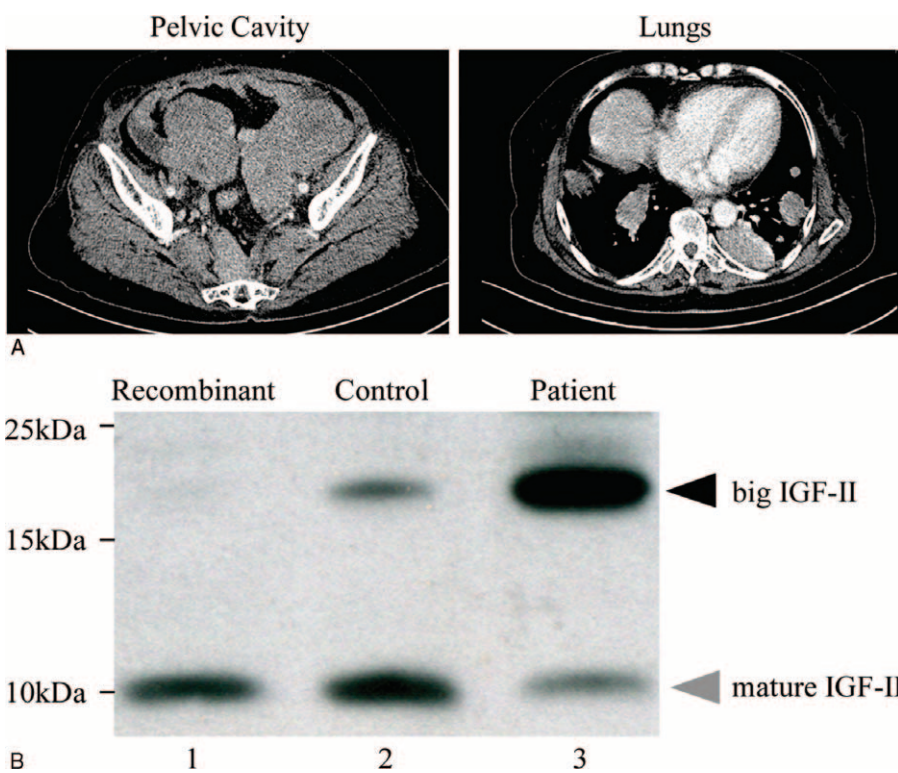 Pelvic Cavity Lungs
A
Recombinant Control Patient
25kDa
big IGF-II
15kDa
10kDa
mature IGF-II
B 1 2 3